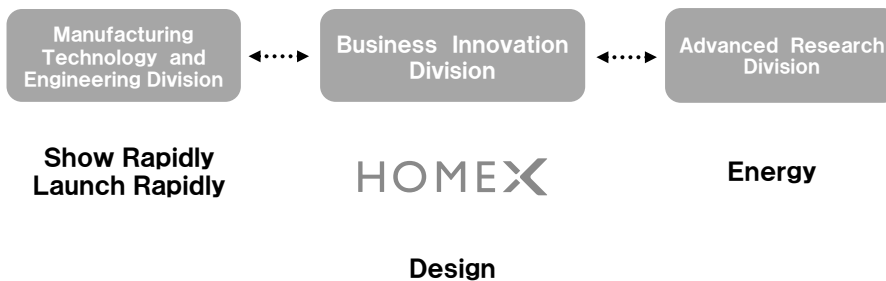 Manufacturing
Technology and
Engineering Division
Business Innovation
Division
Advanced Research
Division
Show Rapidly
Launch Rapidly
HOMEX
Energy
Design